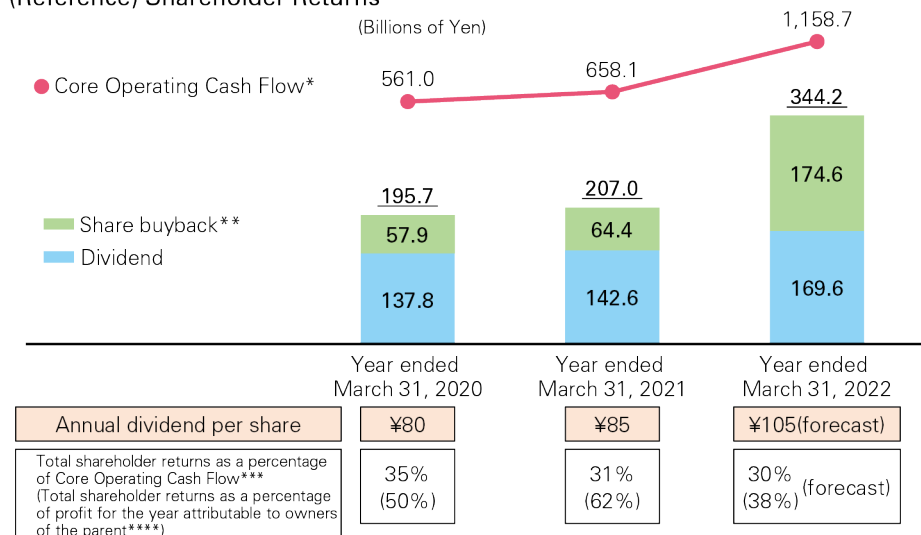 (Reference) Shareholder Returns
(Billions of Yen)
1,158.7
Core Operating Cash Flow*
561.0
658.1
344.2
174.6
195.7
207.0
Share buyback**
57.9
64.4
Dividend
137.8
142.6
169.6
Year ended
March 31, 2020
Year ended
March 31, 2021
Year ended
March 31, 2022
Annual dividend per share
¥80
¥85
¥105(forecast)
Total shareholder returns as a percentage
of Core Operating Cash Flow***
(Total shareholder returns as a percentage
of profit for the year attributable to owners
of the parent****)
35%
(50%)
31%
(62%)
30%
(38%)
(forecast)